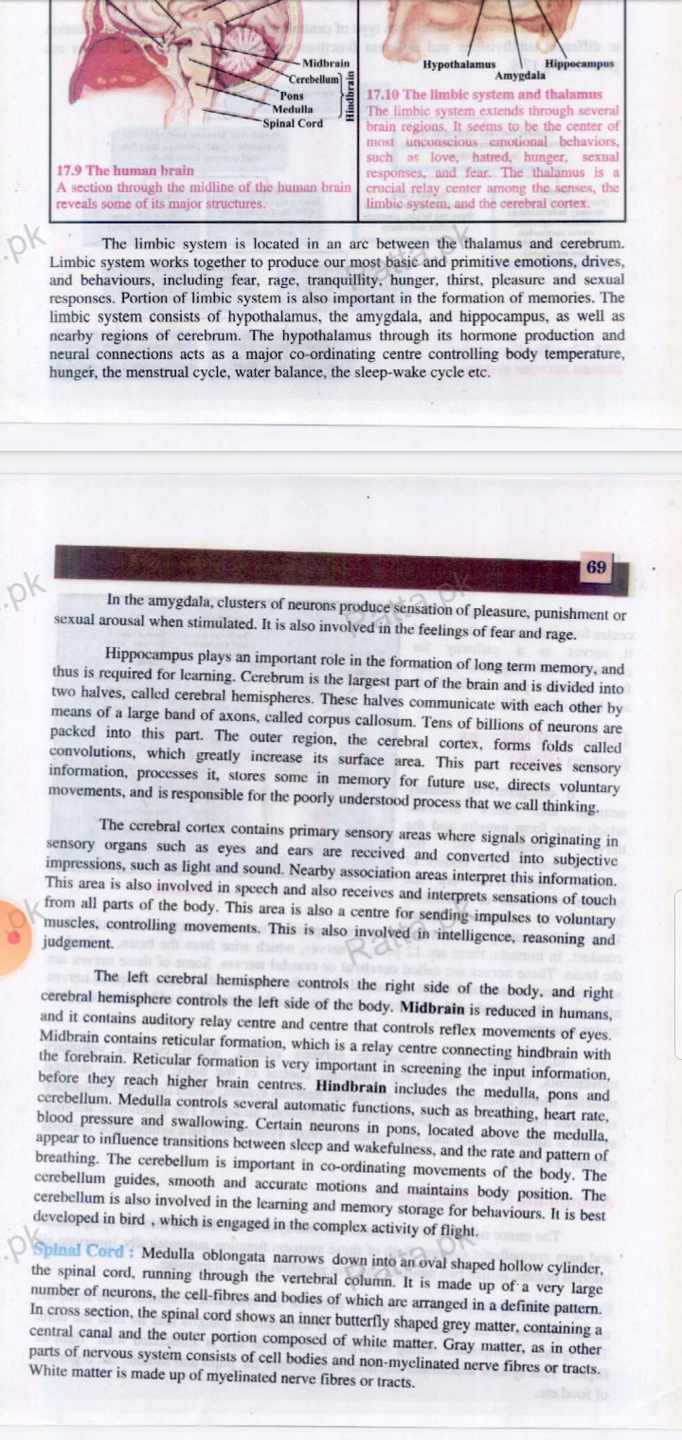 Midbrain
Cerebellum
Pons
Medulla
Spinal Cord
Hindbrain
17.9 The human brain
A section through the midline of the human brain
reveals some of its major structures.
Hypothalamus
Hippocampus
Amygdala
17.10 The limbic system and thalamus
The limbic system extends through several
brain regions. It seems to be the center of
most unconscious emotional behaviors,
such as love, hatred, hunger, sexual
responses, and fear. The thalamus is a
crucial relay center among the senses, the
limbic system, and the cerebral cortex.
The limbic system is located in an arc between the thalamus and cerebrum.
Limbic system works together to produce our most basic and primitive emotions, drives,
and behaviours, including fear, rage, tranquillity, hunger, thirst, pleasure and sexual
responses. Portion of limbic system is also important in the formation of memories. The
limbic system consists of hypothalamus, the amygdala, and hippocampus, as well as
nearby regions of cerebrum. The hypothalamus through its hormone production and
neural connections acts as a major co-ordinating centre controlling body temperature,
hunger, the menstrual cycle, water balance, the sleep-wake cycle etc.
.pk
Ratta.pk
69
.pk
Ratta.pk
In the amygdala, clusters of neurons produce sensation of pleasure, punishment or
sexual arousal when stimulated. It is also involved in the feelings of fear and rage.
Hippocampus plays an important role in the formation of long term memory, and
thus is required for learning. Cerebrum is the largest part of the brain and is divided into
two halves, called cerebral hemispheres. These halves communicate with each other by
means of a large band of axons, called corpus callosum. Tens of billions of neurons are
packed into this part. The outer region, the cerebral cortex, forms folds called
convolutions, which greatly increase its surface area. This part receives sensory
information, processes it, stores some in memory for future use, directs voluntary
movements, and is responsible for the poorly understood process that we call thinking.
The cerebral cortex contains primary sensory areas where signals originating in
sensory organs such as eyes and ears are received and converted into subjective
impressions, such as light and sound. Nearby association areas interpret this information.
This area is also involved in speech and also receives and interprets sensations of touch
from all parts of the body. This area is also a centre for sending impulses to voluntary
muscles, controlling movements. This is also involved in intelligence, reasoning and
judgement.
.pk
Ratta.pk
The left cerebral hemisphere controls the right side of the body, and right
cerebral hemisphere controls the left side of the body. Midbrain is reduced in humans,
and it contains auditory relay centre and centre that controls reflex movements of eyes.
Midbrain contains reticular formation, which is a relay centre connecting hindbrain with
the forebrain. Reticular formation is very important in screening the input information,
before they reach higher brain centres. Hindbrain includes the medulla, pons and
cerebellum. Medulla controls several automatic functions, such as breathing, heart rate,
blood pressure and swallowing. Certain neurons in pons, located above the medulla,
appear to influence transitions between sleep and wakefulness, and the rate and pattern of
breathing. The cerebellum is important in co-ordinating movements of the body. The
cerebellum guides, smooth and accurate motions and maintains body position. The
cerebellum is also involved in the learning and memory storage for behaviours. It is best
developed in bird , which is engaged in the complex activity of flight.
.pk
Ratta.pk
Spinal Cord : Medulla oblongata narrows down into an oval shaped hollow cylinder,
the spinal cord, running through the vertebral column. It is made up of a very large
number of neurons, the cell-fibres and bodies of which are arranged in a definite pattern.
In cross section, the spinal cord shows an inner butterfly shaped grey matter, containing a
central canal and the outer portion composed of white matter. Gray matter, as in other
parts of nervous system consists of cell bodies and non-myelinated nerve fibres or tracts.
White matter is made up of myelinated nerve fibres or tracts.